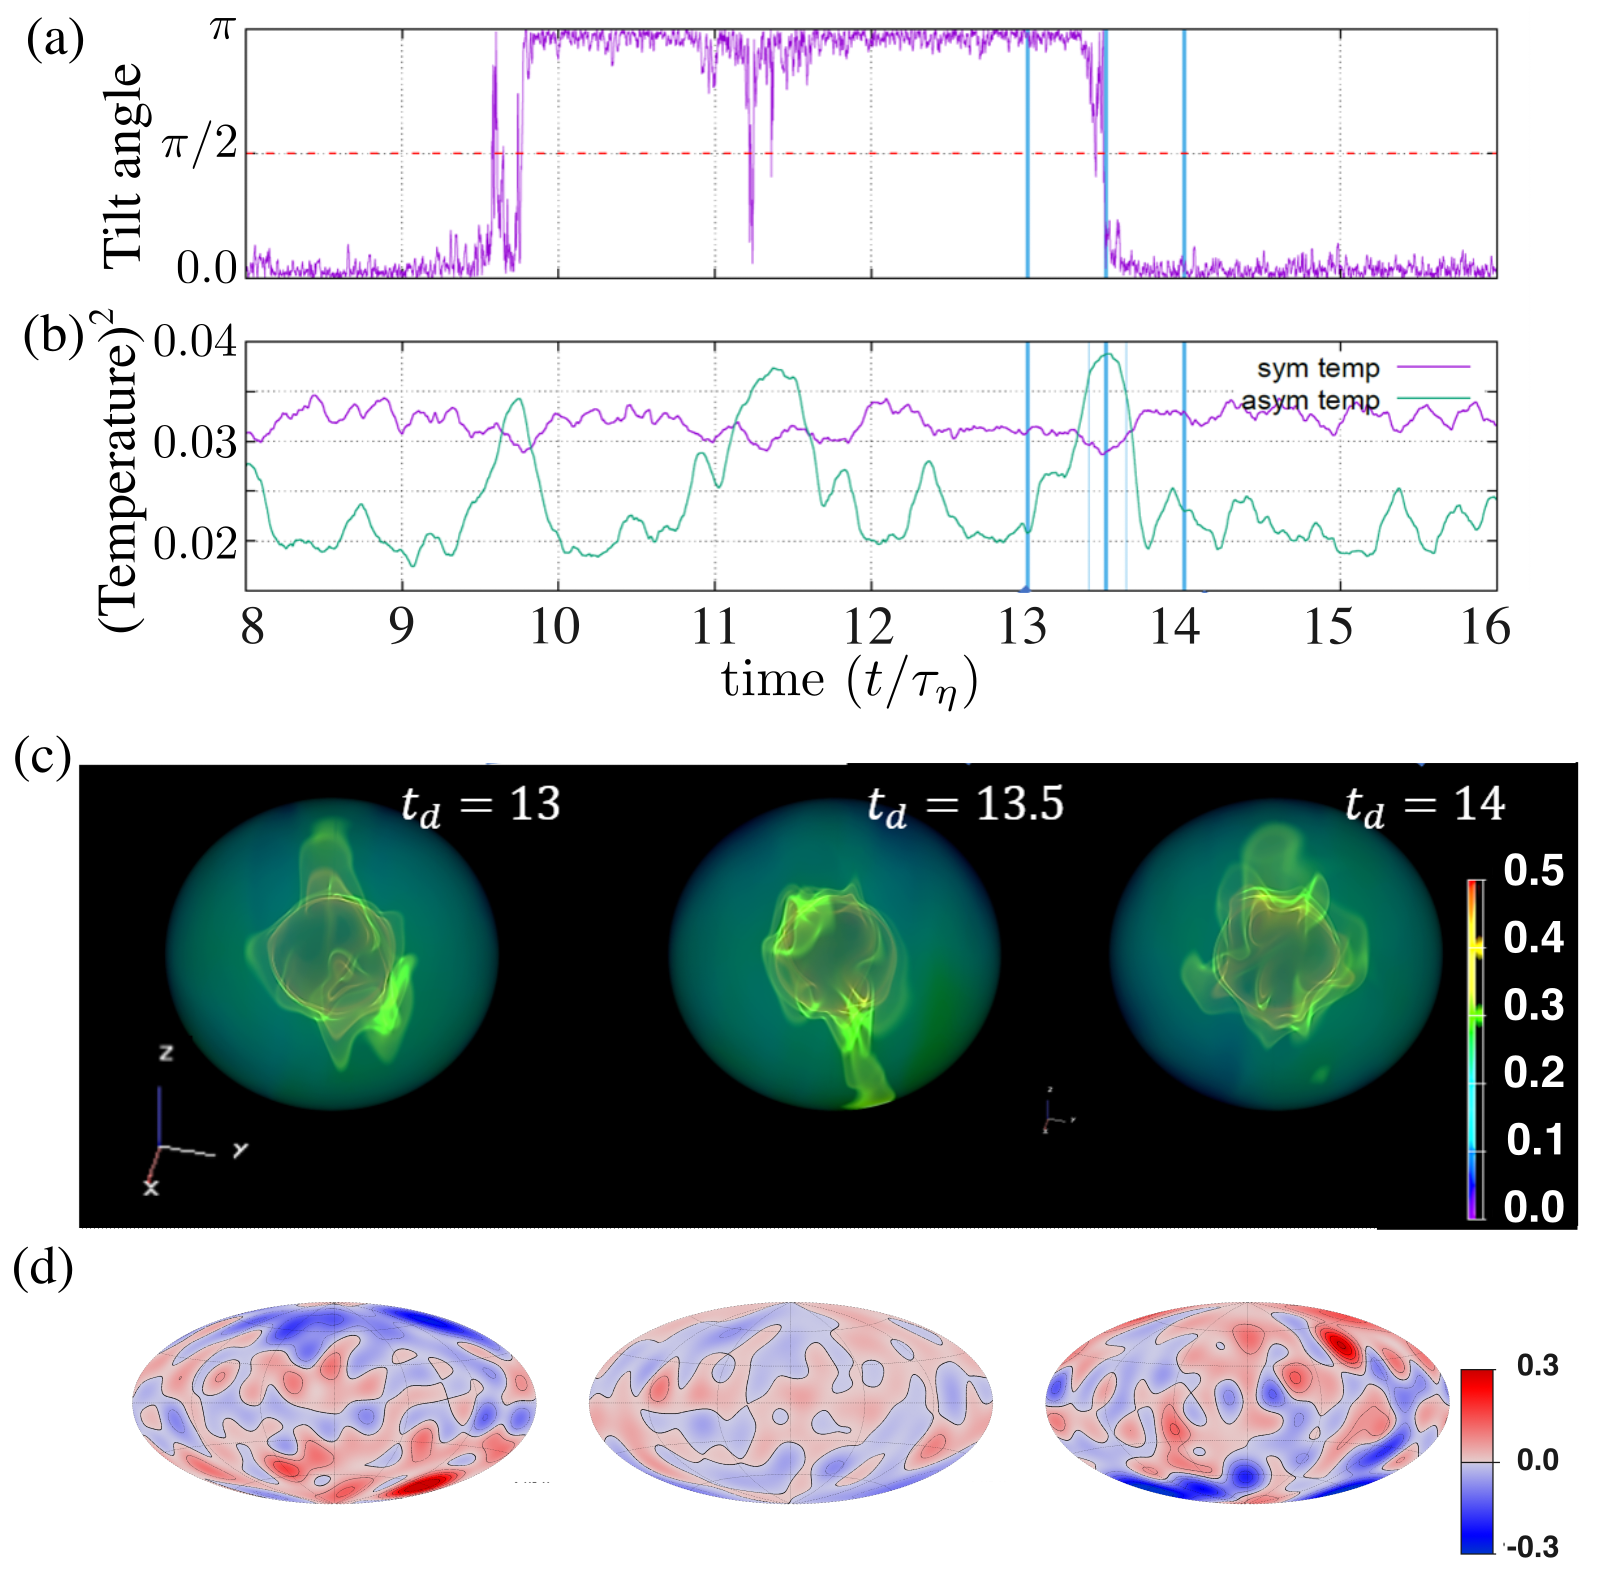 (a)
π
π/2
0.0
Tilt angle
(b)
(Temperature)²
0.04
0.03
0.02
sym temp
asym temp
8 9 10 11 12 13 14 15 16
time (t/τη)
(c)
t_d = 13
t_d = 13.5
t_d = 14
0.5
0.4
0.3
0.2
0.1
0.0
Z
Y
X
z
Y
x
(d)
0.3
0.0
-0.3